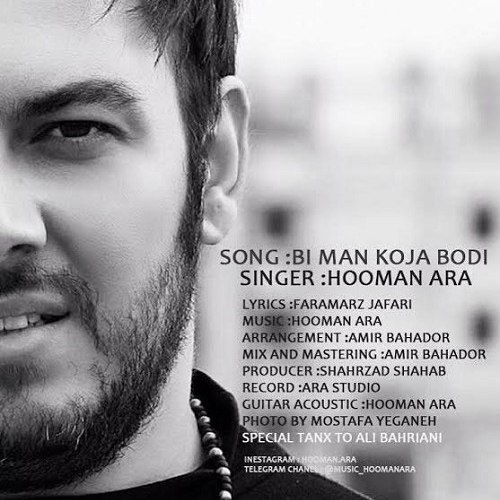 SONG :BI MAN KOJA BODI
SINGER :HOOMAN ARA
LYRICS :FARAMARZ JAFARI
MUSIC :HOOMAN ARA
ARRANGEMENT :AMIR BAHADOR
MIX AND MASTERING :AMIR BAHADOR
PRODUCER :SHAHRZAD SHAHAB
RECORD :ARA STUDIO
GUITAR ACOUSTIC :HOOMAN ARA
PHOTO BY MOSTAFA YEGANEH
SPECIAL TANX TO ALI BAHRIANI
INESTAGRAM : HOOMAN.ARA
TELEGRAM CHANEL : @MUSIC_HOOMANARA